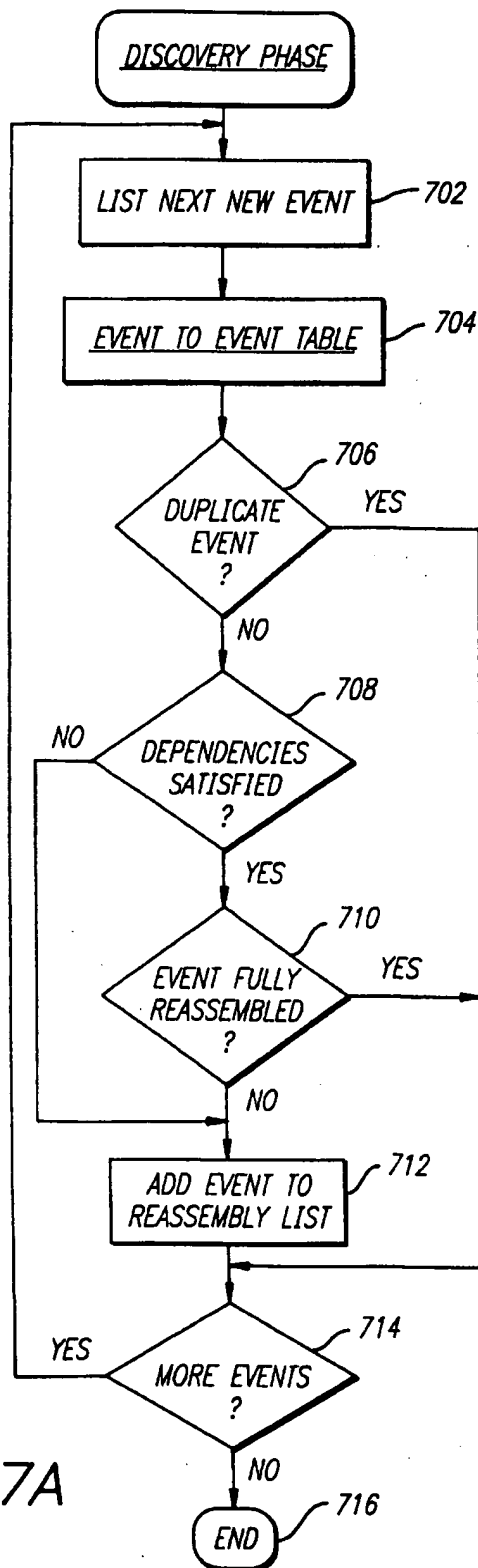 DISCOVERY PHASE
LIST NEXT NEW EVENT
702
EVENT TO EVENT TABLE
704
706
DUPLICATE
EVENT
?
YES
NO
708
NO
DEPENDENCIES
SATISFIED
?
YES
710
EVENT FULLY
REASSEMBLED
?
YES
NO
712
ADD EVENT TO
REASSEMBLY LIST
714
YES
MORE EVENTS
?
NO
7A
END
716